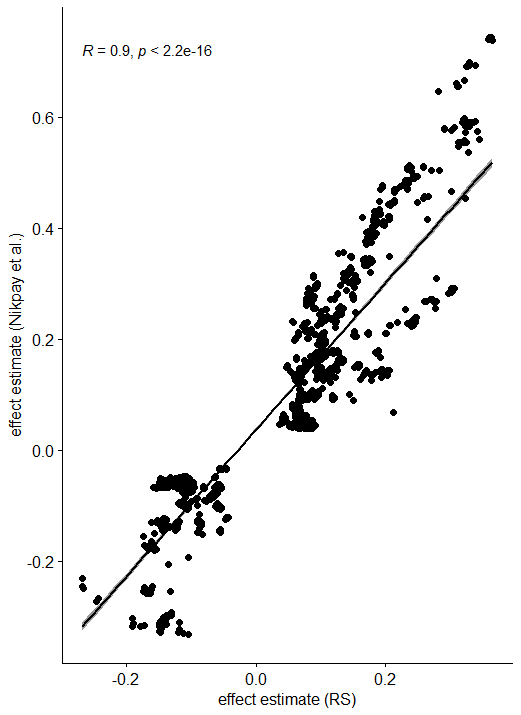 R = 0.9, p < 2.2e-16
0.6
0.4
0.2
0.0
-0.2
effect estimate (Nikpay et al.)
-0.2 0.0 0.2
effect estimate (RS)